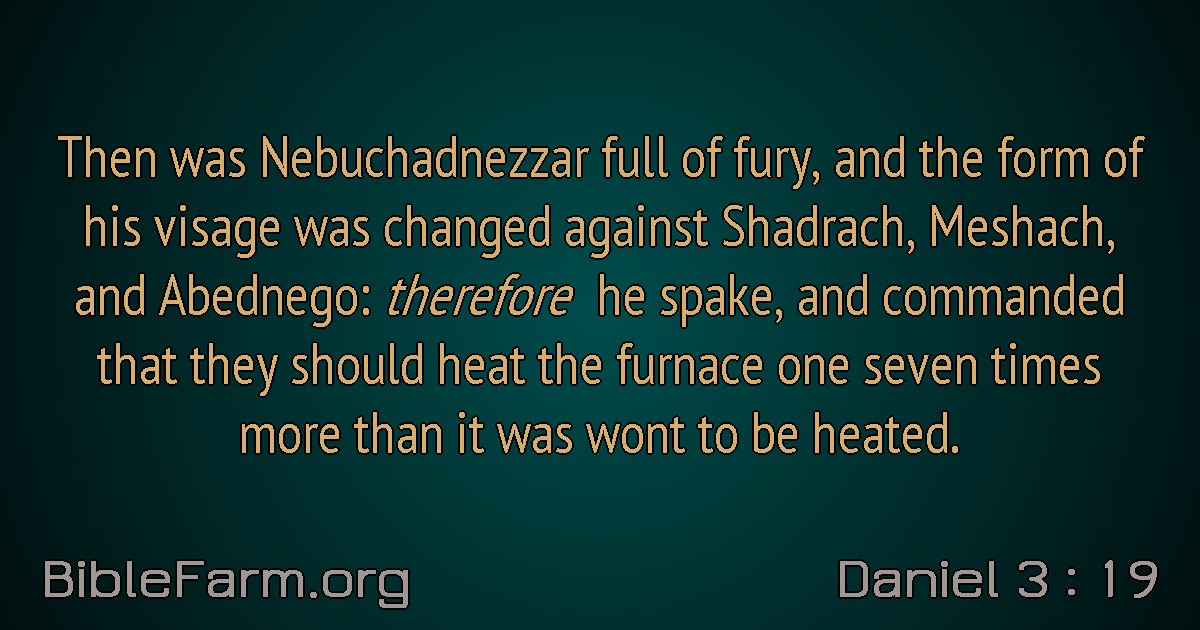 Then was Nebuchadnezzar full of fury, and the form of
his visage was changed against Shadrach, Meshach,
and Abednego: therefore he spake, and commanded
that they should heat the furnace one seven times
more than it was wont to be heated.
BibleFarm.org
Daniel 3 : 19